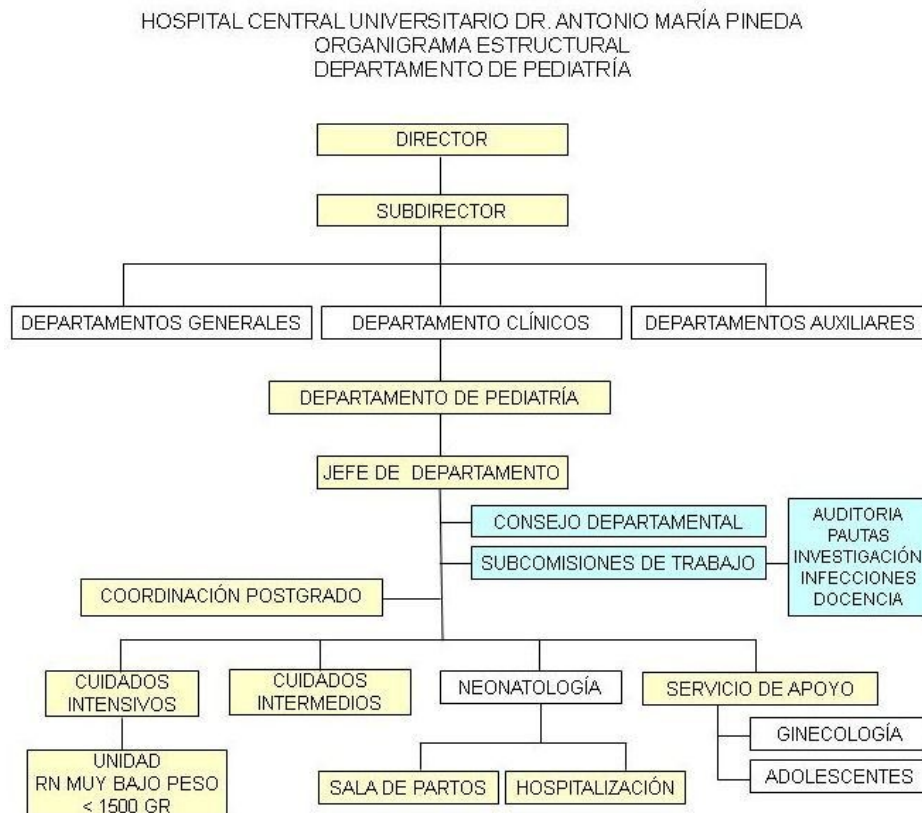 HOSPITAL CENTRAL UNIVERSITARIO DR. ANTONIO MARÍA PINEDA
ORGANIGRAMA ESTRUCTURAL
DEPARTAMENTO DE PEDIATRÍA
DIRECTOR
SUBDIRECTOR
DEPARTAMENTOS GENERALES
DEPARTAMENTO CLÍNICOS
DEPARTAMENTOS AUXILIARES
DEPARTAMENTO DE PEDIATRÍA
JEFE DE DEPARTAMENTO
CONSEJO DEPARTAMENTAL
SUBCOMISIONES DE TRABAJO
AUDITORIA
PAUTAS
INVESTIGACIÓN
INFECCIONES
DOCENCIA
COORDINACIÓN POSTGRADO
CUIDADOS
INTENSIVOS
CUIDADOS
INTERMEDIOS
NEONATOLOGÍA
SERVICIO DE APOYO
UNIDAD
RN MUY BAJO PESO
< 1500 GR
SALA DE PARTOS
HOSPITALIZACIÓN
GINECOLOGÍA
ADOLESCENTES